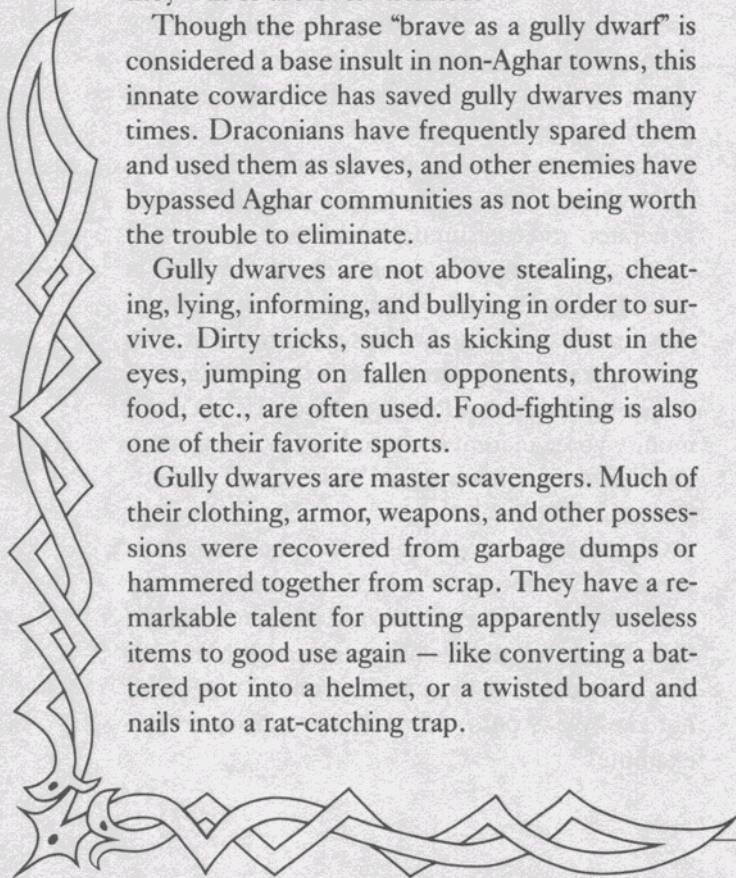 Though the phrase “brave as a gully dwarf” is
considered a base insult in non-Aghar towns, this
innate cowardice has saved gully dwarves many
times. Draconians have frequently spared them
and used them as slaves, and other enemies have
bypassed Aghar communities as not being worth
the trouble to eliminate.
Gully dwarves are not above stealing, cheat-
ing, lying, informing, and bullying in order to sur-
vive. Dirty tricks, such as kicking dust in the
eyes, jumping on fallen opponents, throwing
food, etc., are often used. Food-fighting is also
one of their favorite sports.
Gully dwarves are master scavengers. Much of
their clothing, armor, weapons, and other posses-
sions were recovered from garbage dumps or
hammered together from scrap. They have a re-
markable talent for putting apparently useless
items to good use again — like converting a bat-
tered pot into a helmet, or a twisted board and
nails into a rat-catching trap.